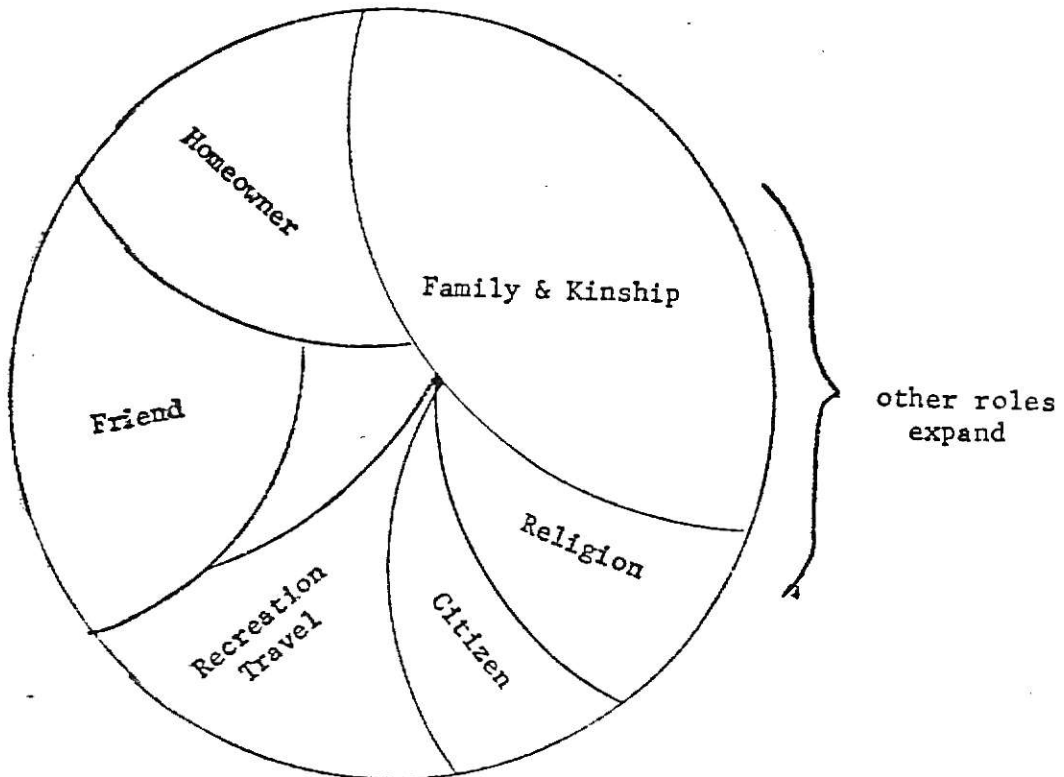 Homeowner
Family & Kinship
Friend
other roles
expand
Religion
Recreation
Travel
Citizen